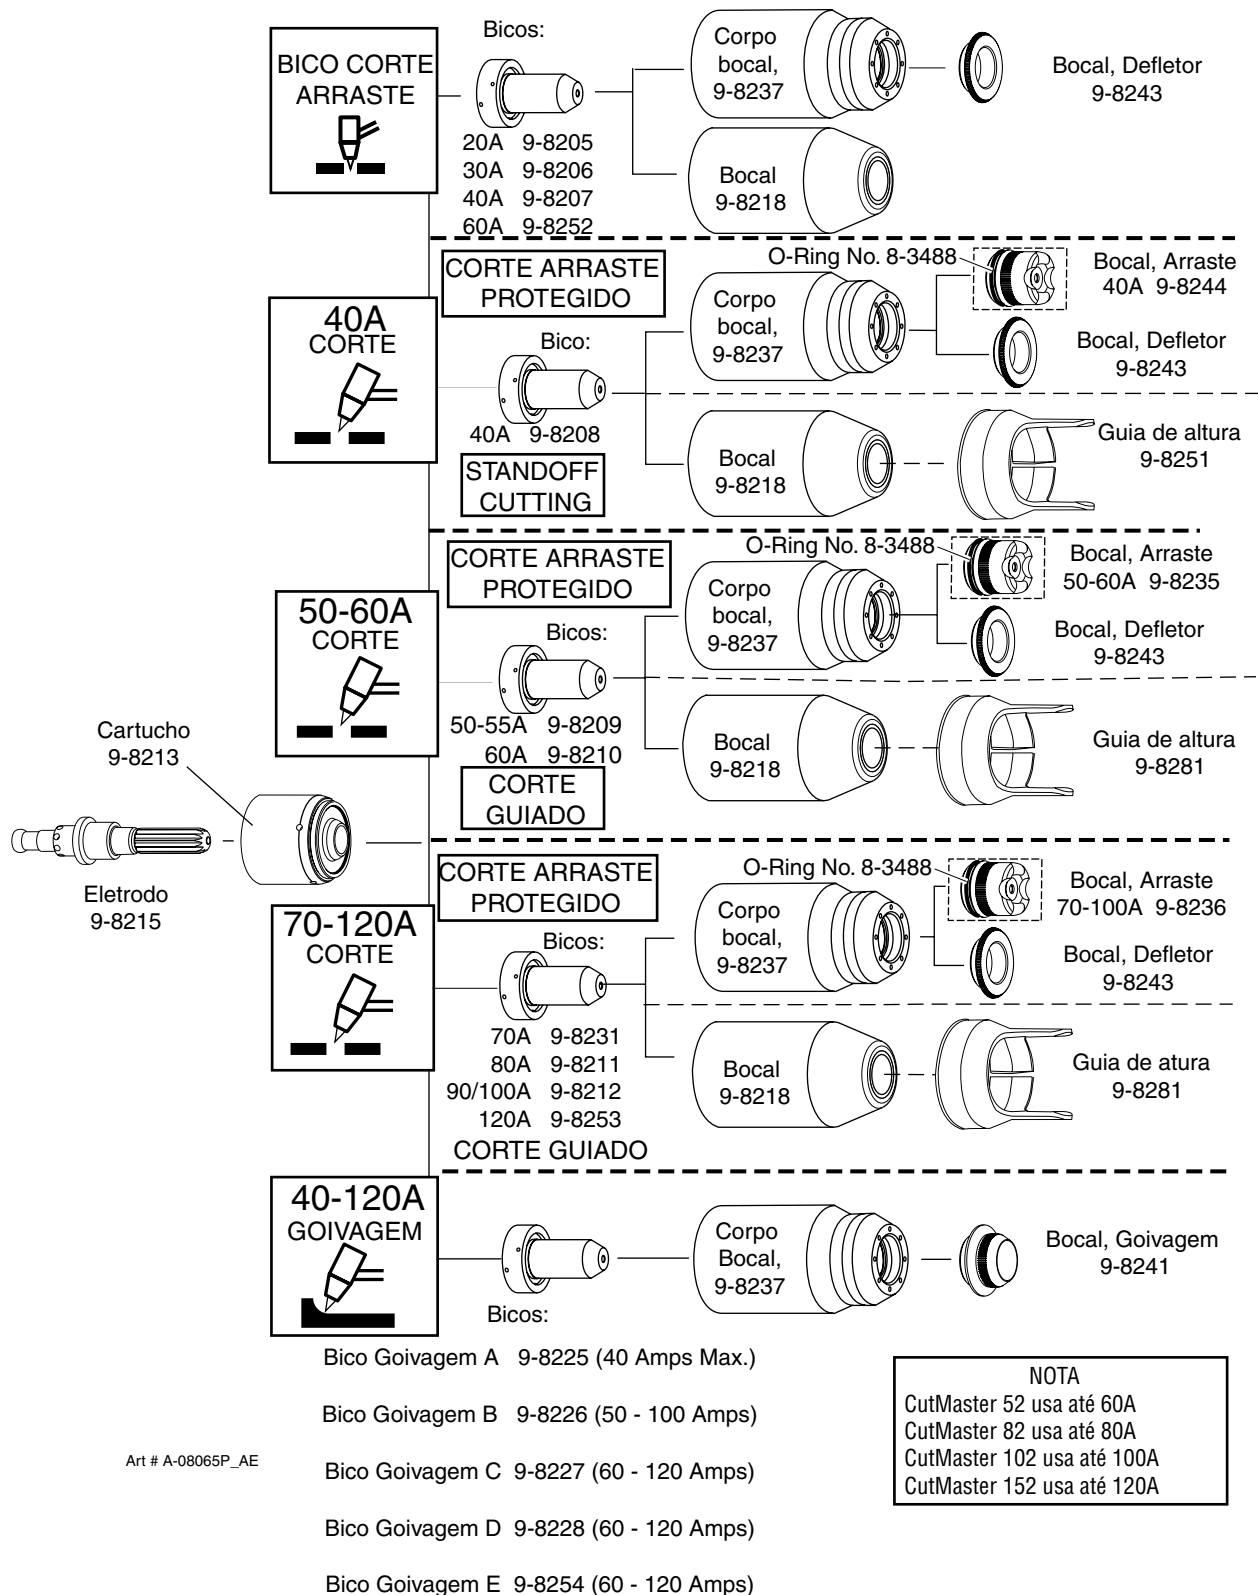 BICO CORTE
ARRASTE
Bicos:
20A 9-8205
30A 9-8206
40A 9-8207
60A 9-8252
Corpo
bocal,
9-8237
Bocal, Defletor
9-8243
Bocal
9-8218
CORTE ARRASTE
PROTEGIDO
40A
CORTE
Bico:
40A 9-8208
STANDOFF
CUTTING
O-Ring No. 8-3488
Corpo
bocal,
9-8237
Bocal, Arraste
40A 9-8244
Bocal, Defletor
9-8243
Bocal
9-8218
Guia de altura
9-8251
CORTE ARRASTE
PROTEGIDO
50-60A
CORTE
Bicos:
50-55A 9-8209
60A 9-8210
CORTE
GUIADO
O-Ring No. 8-3488
Corpo
bocal,
9-8237
Bocal, Arraste
50-60A 9-8235
Bocal, Defletor
9-8243
Bocal
9-8218
Guia de altura
9-8281
Cartucho
9-8213
Eletrodo
9-8215
CORTE ARRASTE
PROTEGIDO
70-120A
CORTE
Bicos:
70A 9-8231
80A 9-8211
90/100A 9-8212
120A 9-8253
CORTE GUIADO
O-Ring No. 8-3488
Corpo
bocal,
9-8237
Bocal, Arraste
70-100A 9-8236
Bocal, Defletor
9-8243
Bocal
9-8218
Guia de atura
9-8281
40-120A
GOIVAGEM
Bicos:
Corpo
Bocal,
9-8237
Bocal, Goivagem
9-8241
Bico Goivagem A 9-8225 (40 Amps Max.)
Bico Goivagem B 9-8226 (50 - 100 Amps)
Bico Goivagem C 9-8227 (60 - 120 Amps)
Bico Goivagem D 9-8228 (60 - 120 Amps)
Bico Goivagem E 9-8254 (60 - 120 Amps)
NOTA
CutMaster 52 usa até 60A
CutMaster 82 usa até 80A
CutMaster 102 usa até 100A
CutMaster 152 usa até 120A
Art # A-08065P_AE